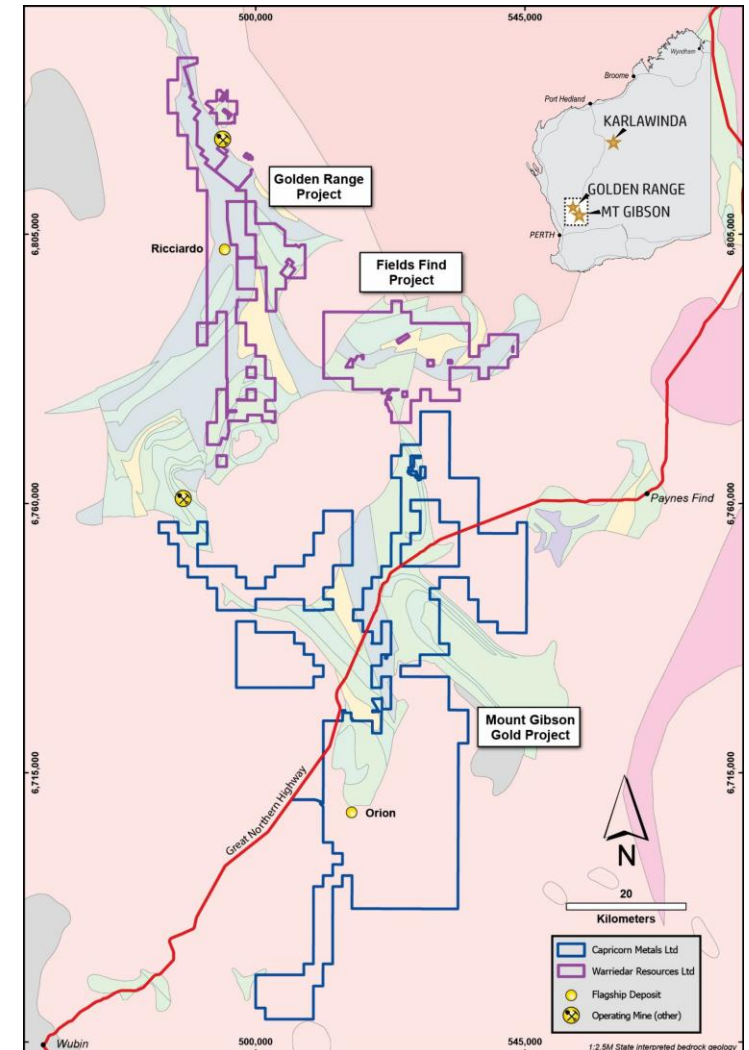 500,000
545,000
Wyndham
Broome
Port Hedland
KARLAWINDA
GOLDEN RANGE
MT GIBSON
PERTH
Golden Range
Project
6,805,000
6,805,000
Ricciardo
Fields Find
Project
6,760,000
6,760,000
Paynes Find
Mount Gibson
Gold Project
6,715,000
6,715,000
Great Northern Highway
Orion
N
20
Kilometers
Capricorn Metals Ltd
Warriedar Resources Ltd
Flagship Deposit
Operating Mine (other)
Wubin
500,000
545,000
1:2.5M State interpreted bedrock geology